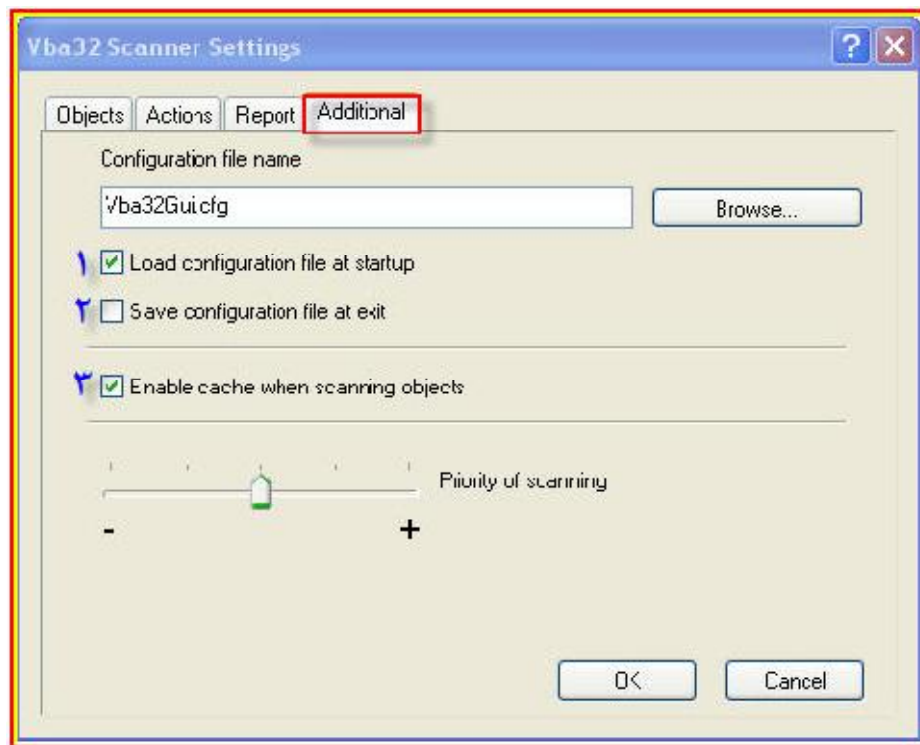 Vba32 Scanner Settings
Objects Actions Report Additional
Configuration file name
Vba32Gui.cfg Browse...
١ Load configuration file at startup
٢ Save configuration file at exit
٣ Enable cache when scanning objects
Priority of scanning
- +
OK Cancel